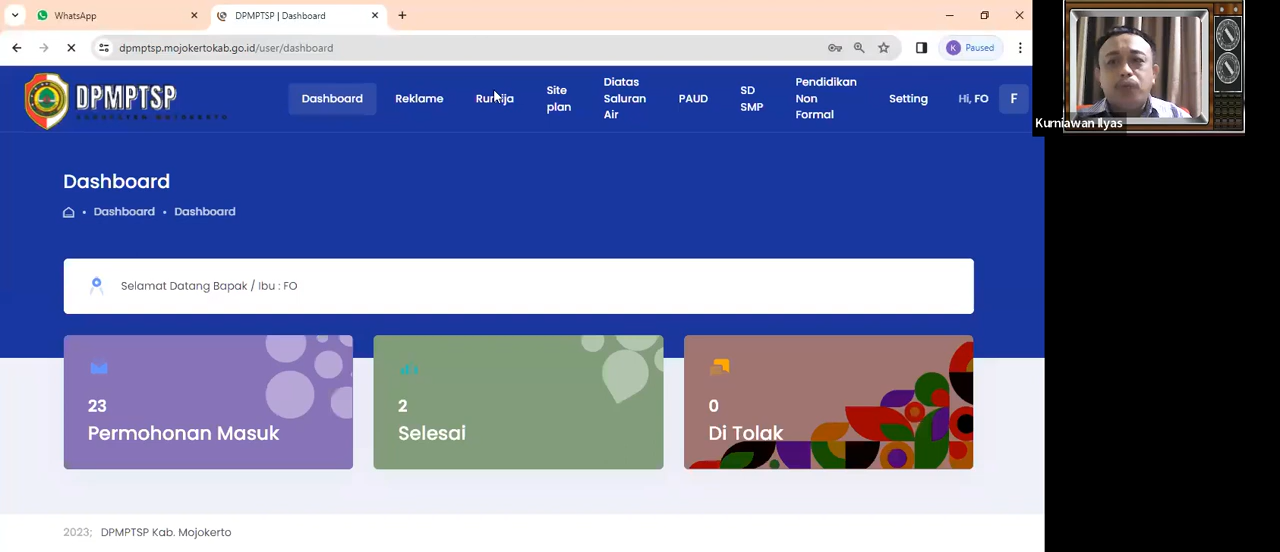 WhatsApp
DPMPTSP | Dashboard
dpmptsp.mojokertokab.go.id/user/dashboard
K
Paused
DPMPTSP
KABUPATEN MOJOKERTO
Dashboard
Reklame
Rumija
Site
plan
Diatas
Saluran
Air
PAUD
SD
SMP
Pendidikan
Non
Formal
Setting
Hi, FO
F
Kurniawan Ilyas
Dashboard
Dashboard • Dashboard
Selamat Datang Bapak / Ibu : FO
23
Permohonan Masuk
2
Selesai
0
Di Tolak
2023; DPMPTSP Kab. Mojokerto